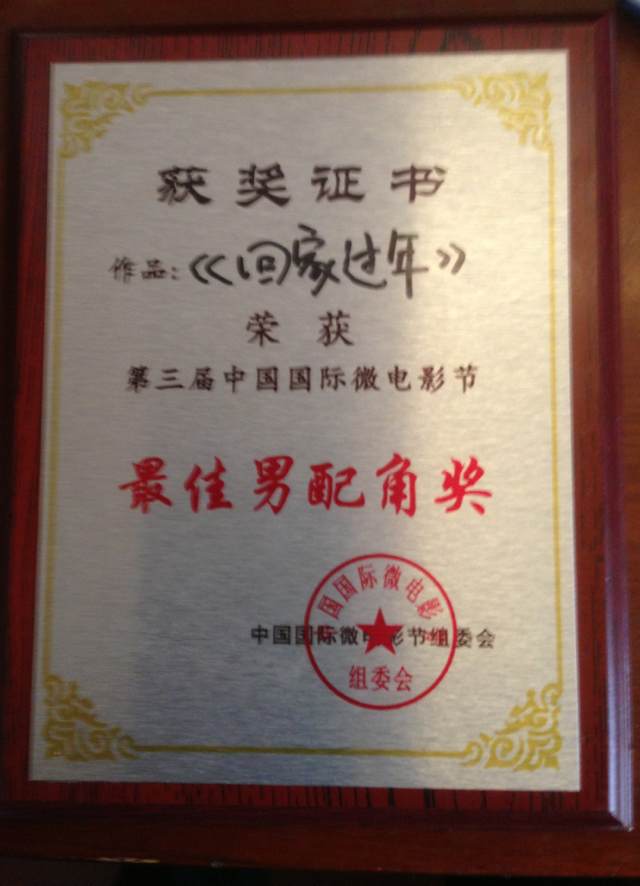 获奖证书
作品:《回家过年》
荣 获
第三届中国国际微电影节
最佳男配角奖
中国国际微电影节组委会
国国际微电影
组委会